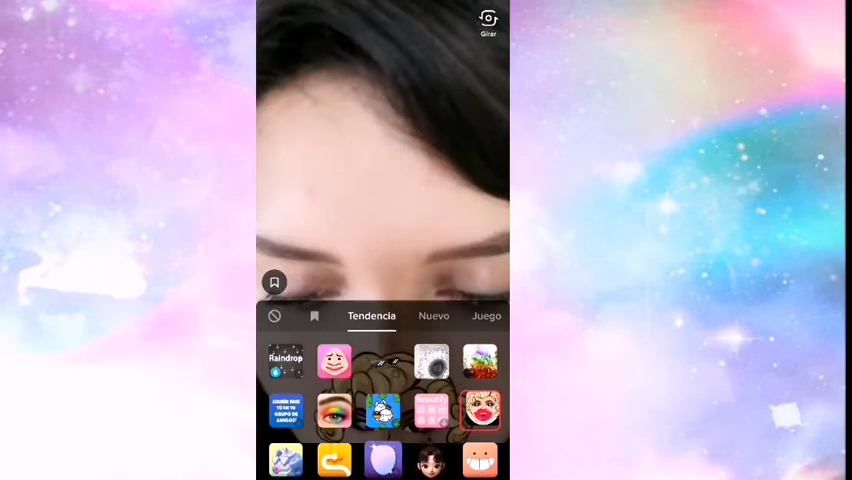 Girar
Tendencia Nuevo Juego
Raindrop
¿QUIÉN ERES
TÚ EN TU
GRUPO DE
AMIGOS?
Beautify